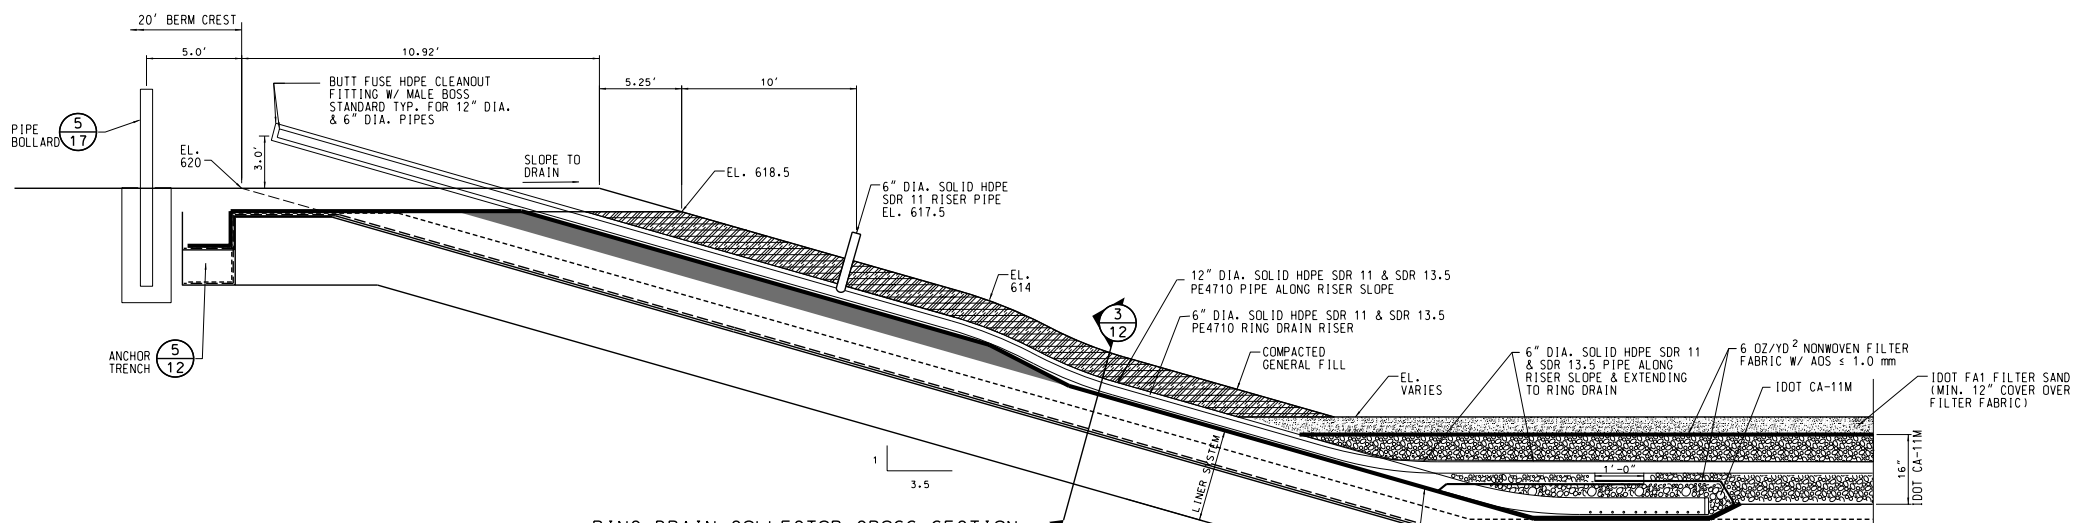 20' BERM CREST
5.0'
10.92'
5.25'
10'
BUTT FUSE HDPE CLEANOUT
FITTING W/ MALE BOSS
STANDARD TYP. FOR 12" DIA.
& 6" DIA. PIPES
PIPE
BOLLARD
5
17
EL.
620
3.0'
SLOPE TO
DRAIN
EL. 618.5
6" DIA. SOLID HDPE
SDR 11 RISER PIPE
EL. 617.5
EL.
614
12" DIA. SOLID HDPE SDR 11 & SDR 13.5
PE4710 PIPE ALONG RISER SLOPE
3
12
6" DIA. SOLID HDPE SDR 11 & SDR 13.5
PE4710 RING DRAIN RISER
COMPACTED
GENERAL FILL
EL.
VARIES
6" DIA. SOLID HDPE SDR 11
& SDR 13.5 PIPE ALONG
RISER SLOPE & EXTENDING
TO RING DRAIN
6 OZ/YD² NONWOVEN FILTER
FABRIC W/ AOS ≤ 1.0 mm
IDOT CA-11M
IDOT FA1 FILTER SAND
(MIN. 12" COVER OVER
FILTER FABRIC)
ANCHOR
TRENCH
5
12
1
3.5
LINER SYSTEM
1'-0"
16"
IDOT CA-11M
RING DRAIN COLLECTOR CROSS SECTION